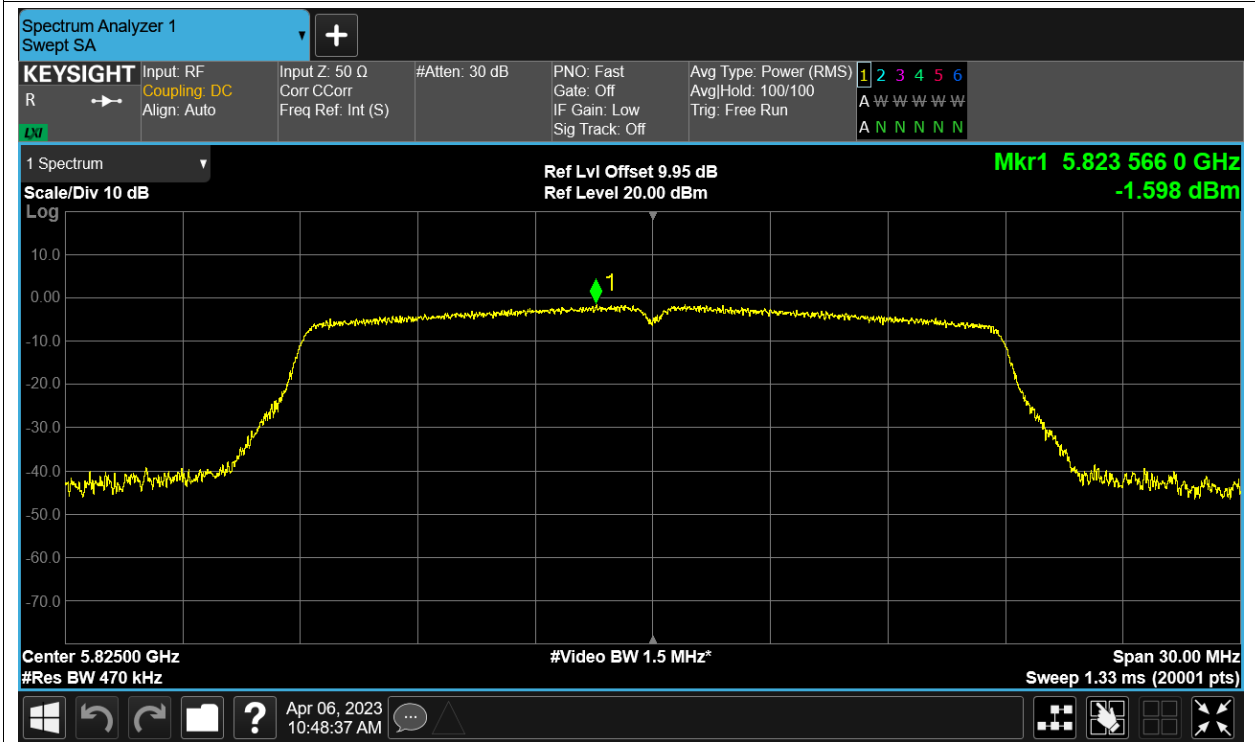 Spectrum Analyzer 1
Swept SA
+
KEYSIGHT
R
LXI
Input: RF
Coupling: DC
Align: Auto
Input Z: 50 Ω
Corr CCorr
Freq Ref: Int (S)
#Atten: 30 dB
PNO: Fast
Gate: Off
IF Gain: Low
Sig Track: Off
Avg Type: Power (RMS)
Avg|Hold: 100/100
Trig: Free Run
1 2 3 4 5 6
A W W W W W
A N N N N N
1 Spectrum
Scale/Div 10 dB
Ref Lvl Offset 9.95 dB
Ref Level 20.00 dBm
Mkr1 5.823 566 0 GHz
-1.598 dBm
Log
10.0
0.00
-10.0
-20.0
-30.0
-40.0
-50.0
-60.0
-70.0
1
Center 5.82500 GHz
#Res BW 470 kHz
#Video BW 1.5 MHz*
Span 30.00 MHz
Sweep 1.33 ms (20001 pts)
?
Apr 06, 2023
10:48:37 AM